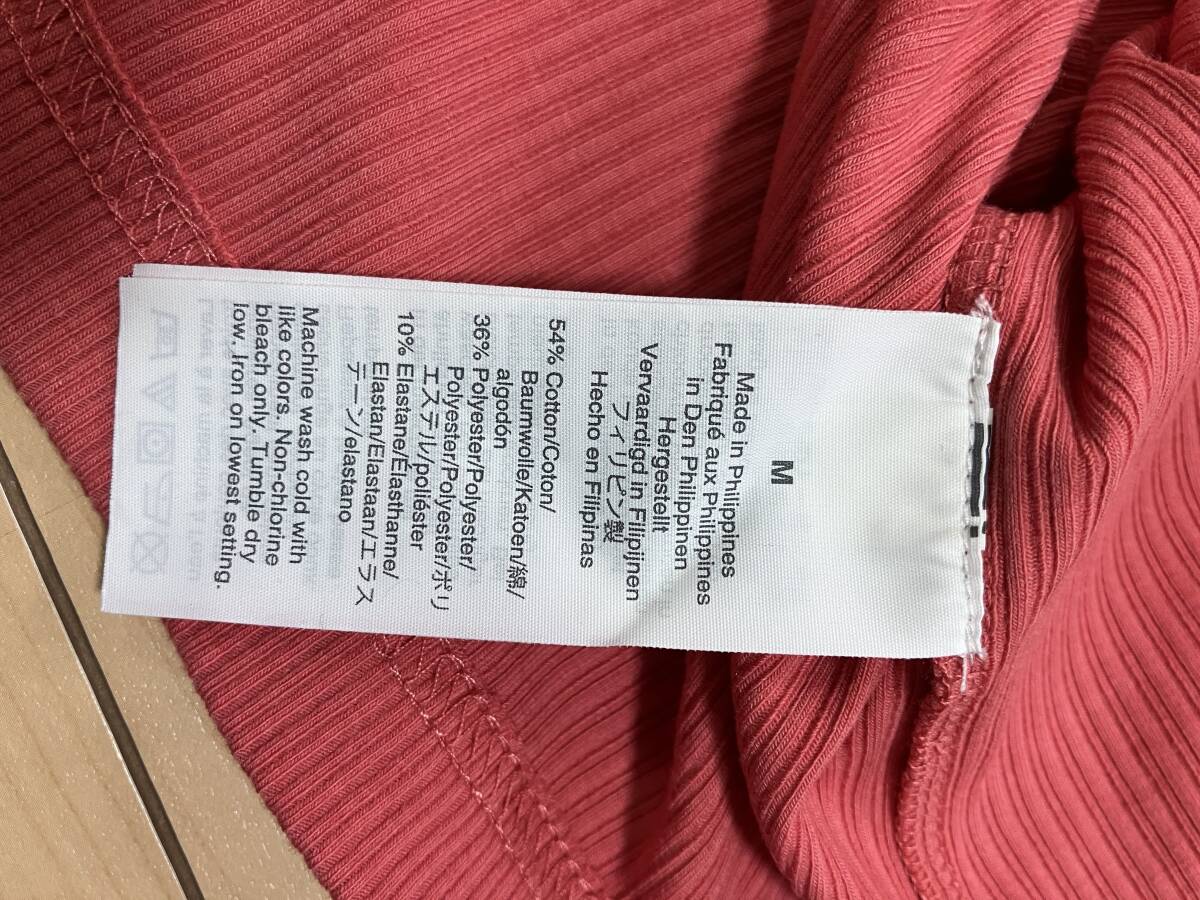 M
Made in Philippines
Fabriqué aux Philippines
in Den Philippinen
Hergestellt
Vervaardigd in Filipijnen
フィリピン製
Hecho en Filipinas
54% Cotton/Coton/
Baumwolle/Katoen/綿/
algodón
36% Polyester/Polyester/
Polyester/Polyester/ポリ
エステル/poliéster
10% Elastane/Élasthanne/
Elastan/Elastaan/エラス
テーン/elastano
Machine wash cold with
like colors. Non-chlorine
bleach only. Tumble dry
low. Iron on lowest setting.